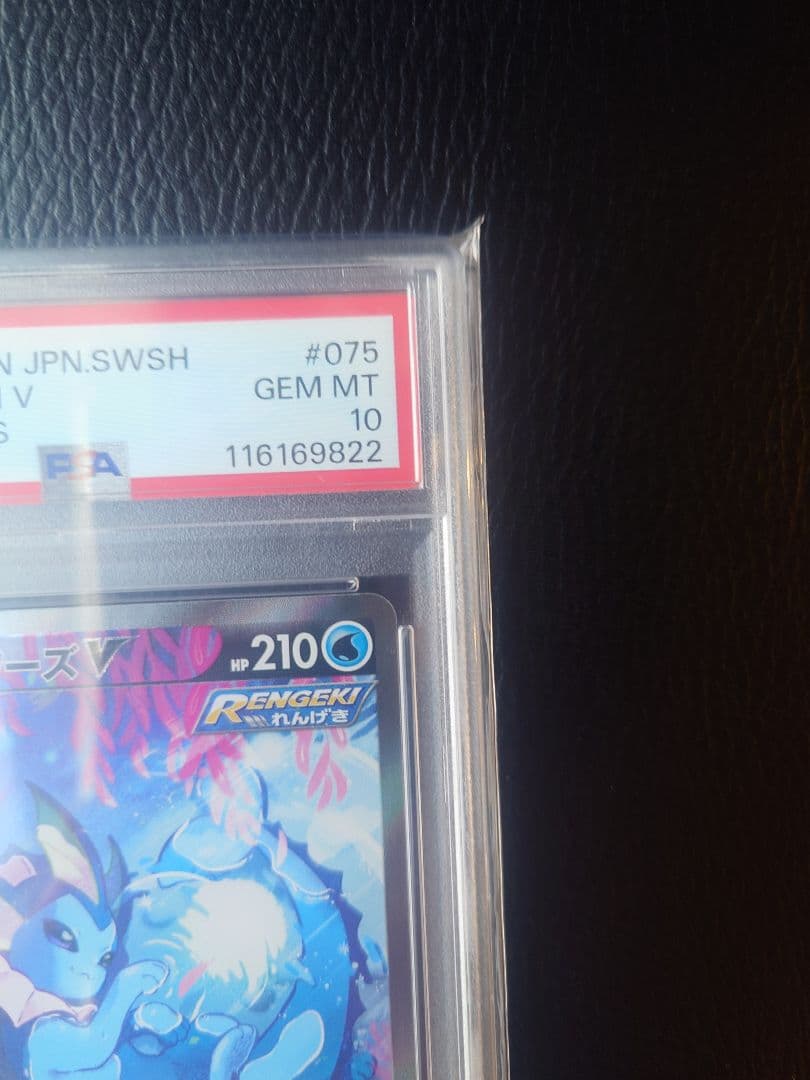 N JPN.SWSH #075
V GEM MT
S 10
116169822
PSA
ーズV HP 210
RENGEKI
れんげき